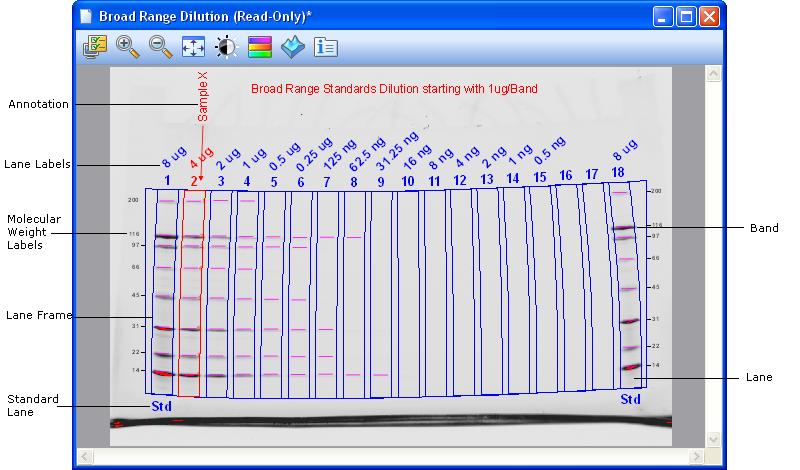 Broad Range Dilution (Read-Only)*
Annotation
Sample X
Broad Range Standards Dilution starting with 1ug/Band
Lane Labels
8 ug 4 ug 2 ug 1 ug 0.5 ug 0.25 ug 125 ng 62.5 ng 31.25 ng 16 ng 8 ng 4 ng 2 ng 1 ng 0.5 ng 8 ug
1 2 3 4 5 6 7 8 9 10 11 12 13 14 15 16 17 18
Molecular
Weight
Labels
200
116
97
66
45
31
22
14
200
116
97
66
45
31
22
14
Band
Lane Frame
Lane
Standard
Lane
Std
Std